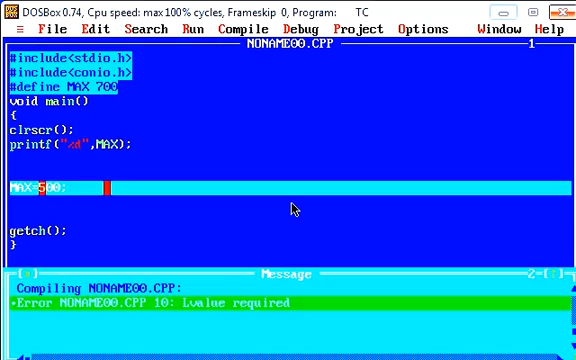 DOSBox 0.74, Cpu speed: max 100% cycles, Frameskip 0, Program: TC
≡ File Edit Search Run Compile Debug Project Options Window Help
NONAME00.CPP 1
#include<stdio.h>
#include<conio.h>
#define MAX 700
void main()
{
clrscr();
printf("%d",MAX);
MAX=500;
getch();
}
Message 2
Compiling NONAME00.CPP:
•Error NONAME00.CPP 10: Lvalue required